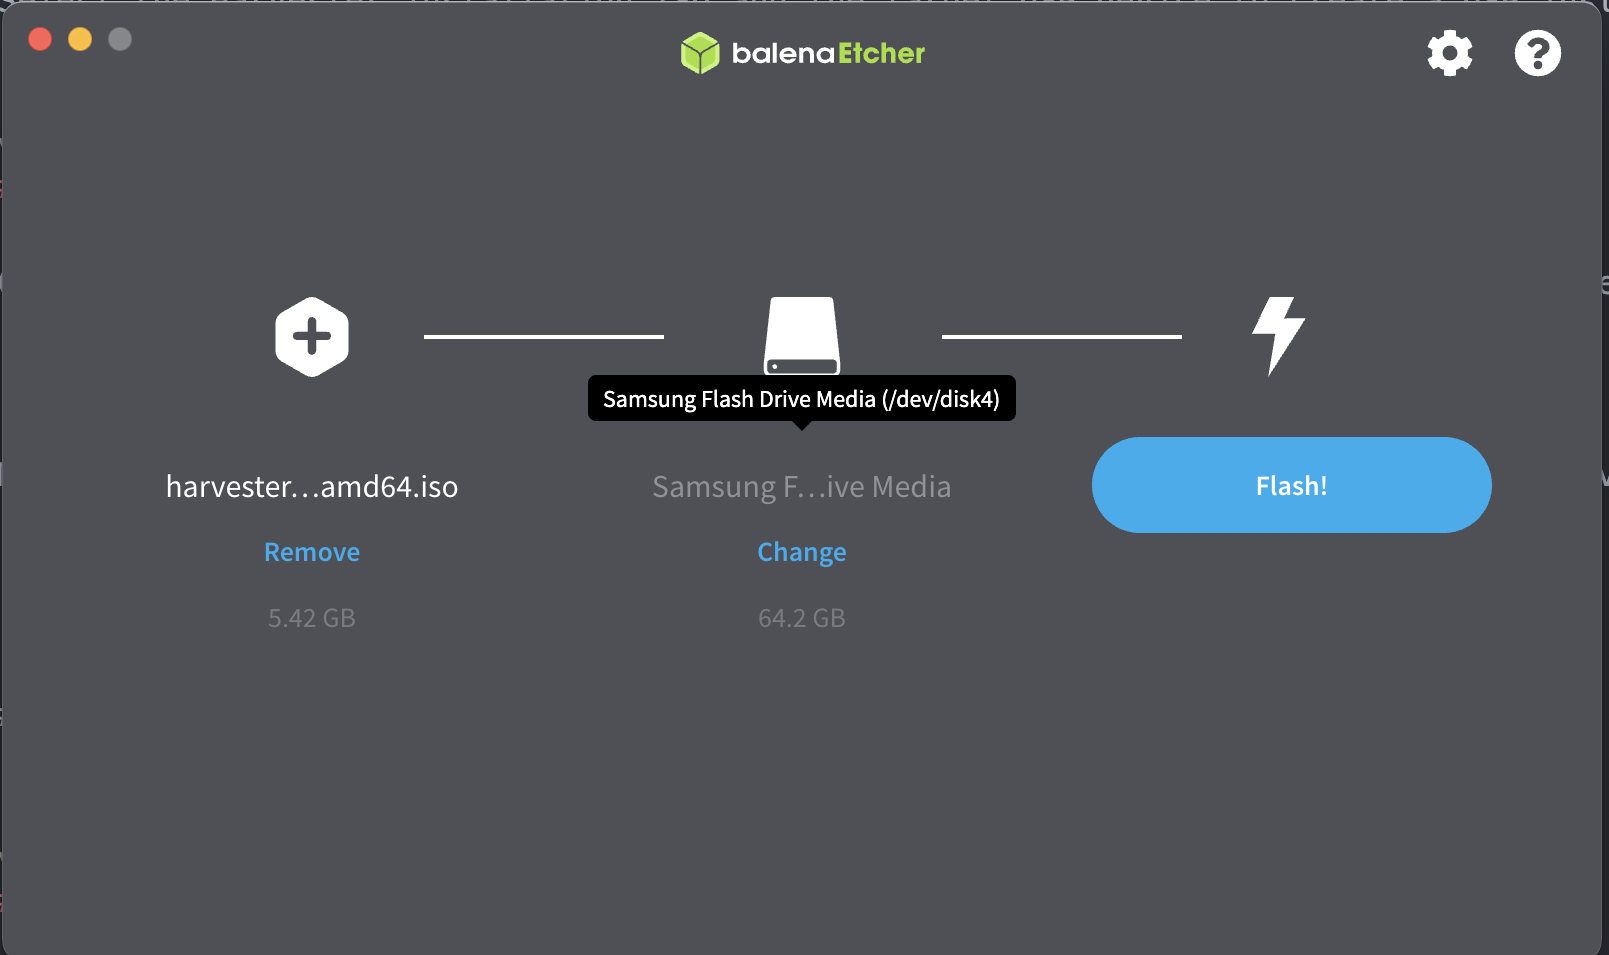 balenaEtcher
Samsung Flash Drive Media (/dev/disk4)
harvester...amd64.iso
Samsung F...ive Media
Flash!
Remove
Change
5.42 GB
64.2 GB